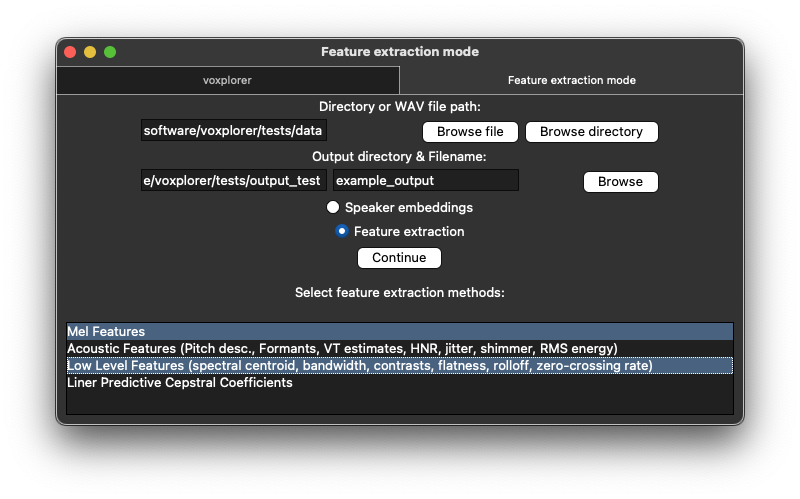 Feature extraction mode
voxplorer
Feature extraction mode
Directory or WAV file path:
software/voxplorer/tests/data
Browse file
Browse directory
Output directory & Filename:
e/voxplorer/tests/output_test
example_output
Browse
Speaker embeddings
Feature extraction
Continue
Select feature extraction methods:
Mel Features
Acoustic Features (Pitch desc., Formants, VT estimates, HNR, jitter, shimmer, RMS energy)
Low Level Features (spectral centroid, bandwidth, contrasts, flatness, rolloff, zero-crossing rate)
Liner Predictive Cepstral Coefficients